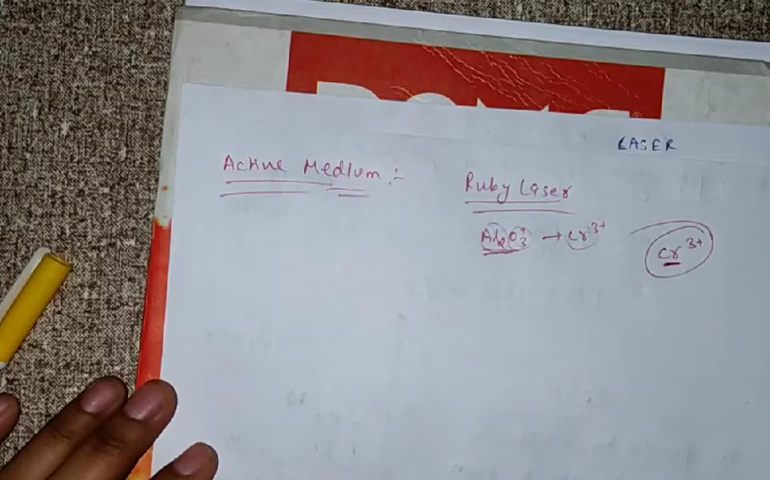 LASER
Active Medium :-
Ruby Laser
Al2O3 → Cr3+
Cr3+